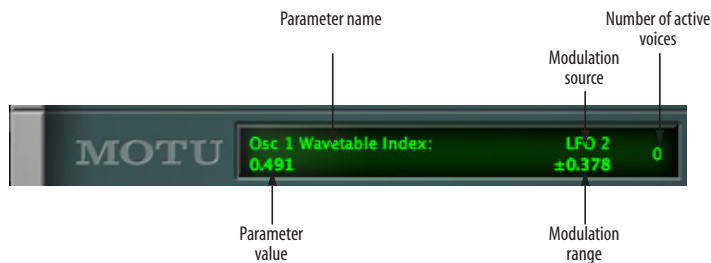 Parameter name
Number of active
voices
Modulation
source
MOTU
Osc 1 Wavetable Index:
LFO 2
0.491
±0.378
0
Parameter
value
Modulation
range